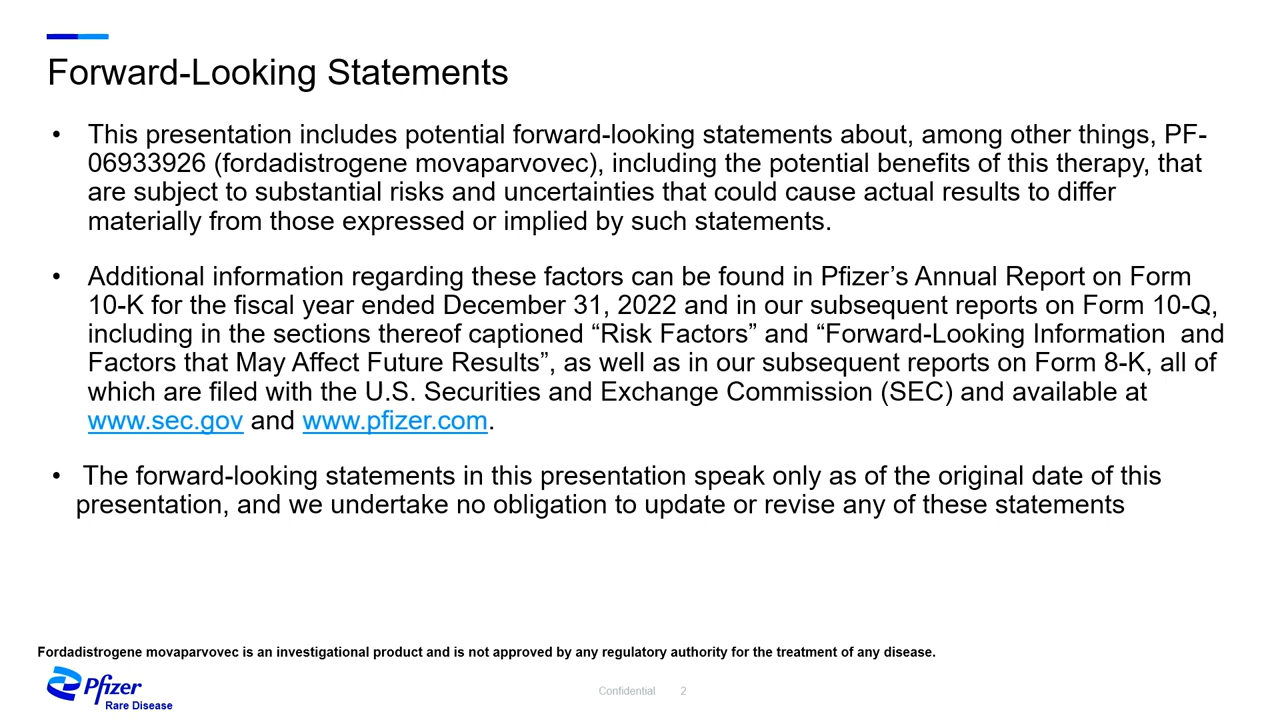 Forward-Looking Statements
• This presentation includes potential forward-looking statements about, among other things, PF-
06933926 (fordadistrogene movaparvovec), including the potential benefits of this therapy, that
are subject to substantial risks and uncertainties that could cause actual results to differ
materially from those expressed or implied by such statements.
• Additional information regarding these factors can be found in Pfizer’s Annual Report on Form
10-K for the fiscal year ended December 31, 2022 and in our subsequent reports on Form 10-Q,
including in the sections thereof captioned “Risk Factors” and “Forward-Looking Information  and
Factors that May Affect Future Results”, as well as in our subsequent reports on Form 8-K, all of
which are filed with the U.S. Securities and Exchange Commission (SEC) and available at
www.sec.gov and www.pfizer.com.
• The forward-looking statements in this presentation speak only as of the original date of this
presentation, and we undertake no obligation to update or revise any of these statements
Fordadistrogene movaparvovec is an investigational product and is not approved by any regulatory authority for the treatment of any disease.
Pfizer
Rare Disease
Confidential 2